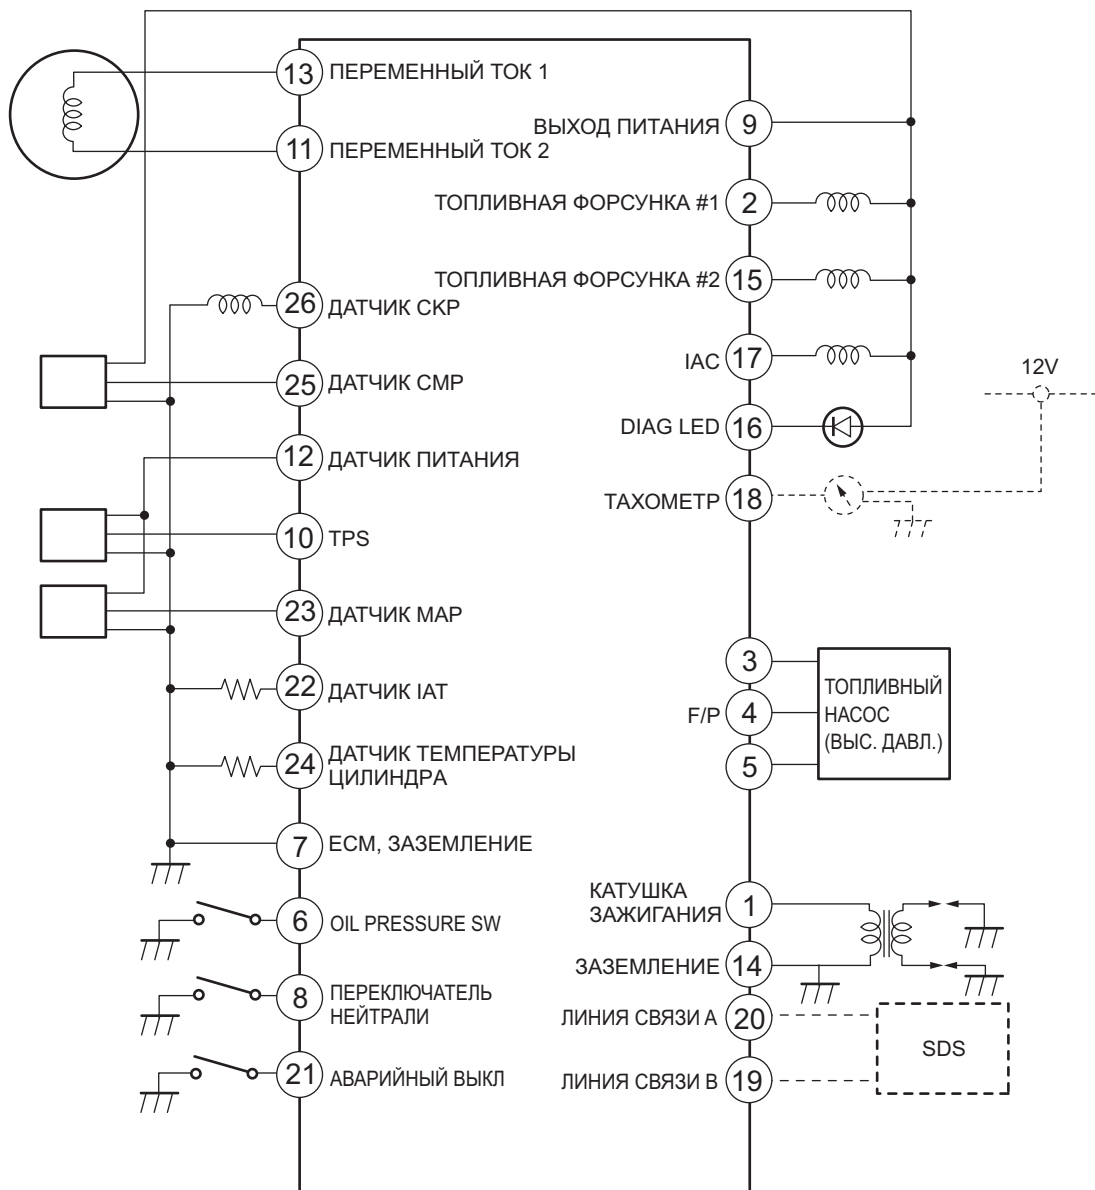 13 ПЕРЕМЕННЫЙ ТОК 1
11 ПЕРЕМЕННЫЙ ТОК 2
26 ДАТЧИК CKP
25 ДАТЧИК CMP
12 ДАТЧИК ПИТАНИЯ
10 TPS
23 ДАТЧИК MAP
22 ДАТЧИК IAT
24 ДАТЧИК ТЕМПЕРАТУРЫ
ЦИЛИНДРА
7 ECM, ЗАЗЕМЛЕНИЕ
6 OIL PRESSURE SW
8 ПЕРЕКЛЮЧАТЕЛЬ
НЕЙТРАЛИ
21 АВАРИЙНЫЙ ВЫКЛ
ВЫХОД ПИТАНИЯ 9
ТОПЛИВНАЯ ФОРСУНКА #1 2
ТОПЛИВНАЯ ФОРСУНКА #2 15
IAC 17
DIAG LED 16
12V
ТАХОМЕТР 18
3
F/P 4
5
ТОПЛИВНЫЙ
НАСОС
(ВЫС. ДАВЛ.)
КАТУШКА
ЗАЖИГАНИЯ 1
ЗАЗЕМЛЕНИЕ 14
ЛИНИЯ СВЯЗИ А 20
ЛИНИЯ СВЯЗИ В 19
SDS